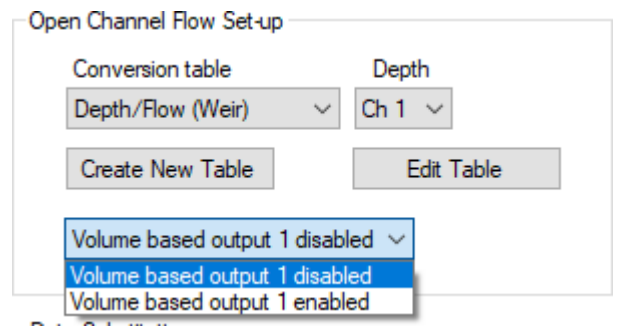 Open Channel Flow Set-up
Conversion table Depth
Depth/Flow (Weir) Ch 1
Create New Table Edit Table
Volume based output 1 disabled
Volume based output 1 disabled
Volume based output 1 enabled